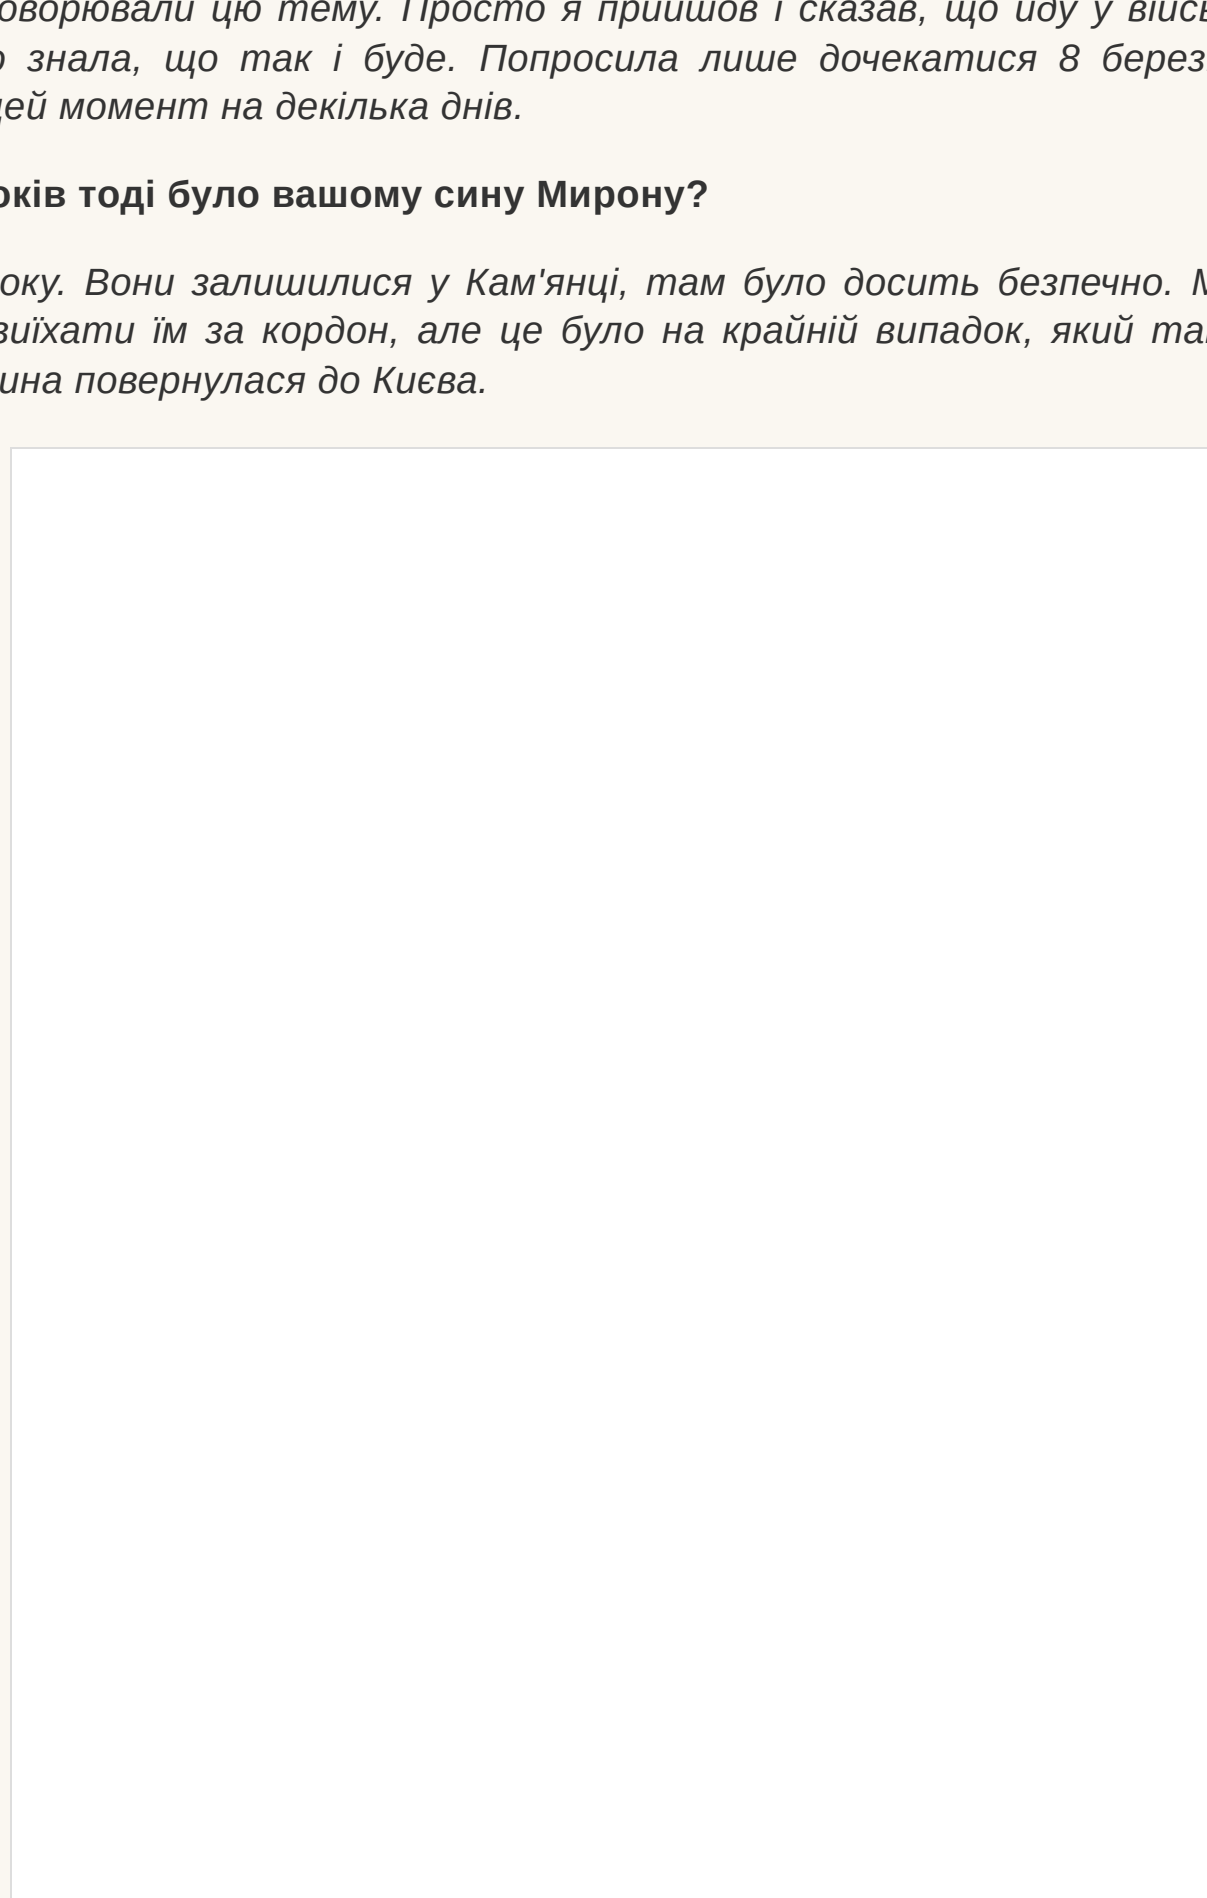 оворювали цю тему. Просто я прийшов і сказав, що йду у війсь
знала, що так і буде. Попросила лише дочекатися 8 берез
цей момент на декілька днів.
оків тоді було вашому сину Мирону?
оку. Вони залишилися у Кам'янці, там було досить безпечно. М
виїхати їм за кордон, але це було на крайній випадок, який та
ина повернулася до Києва.